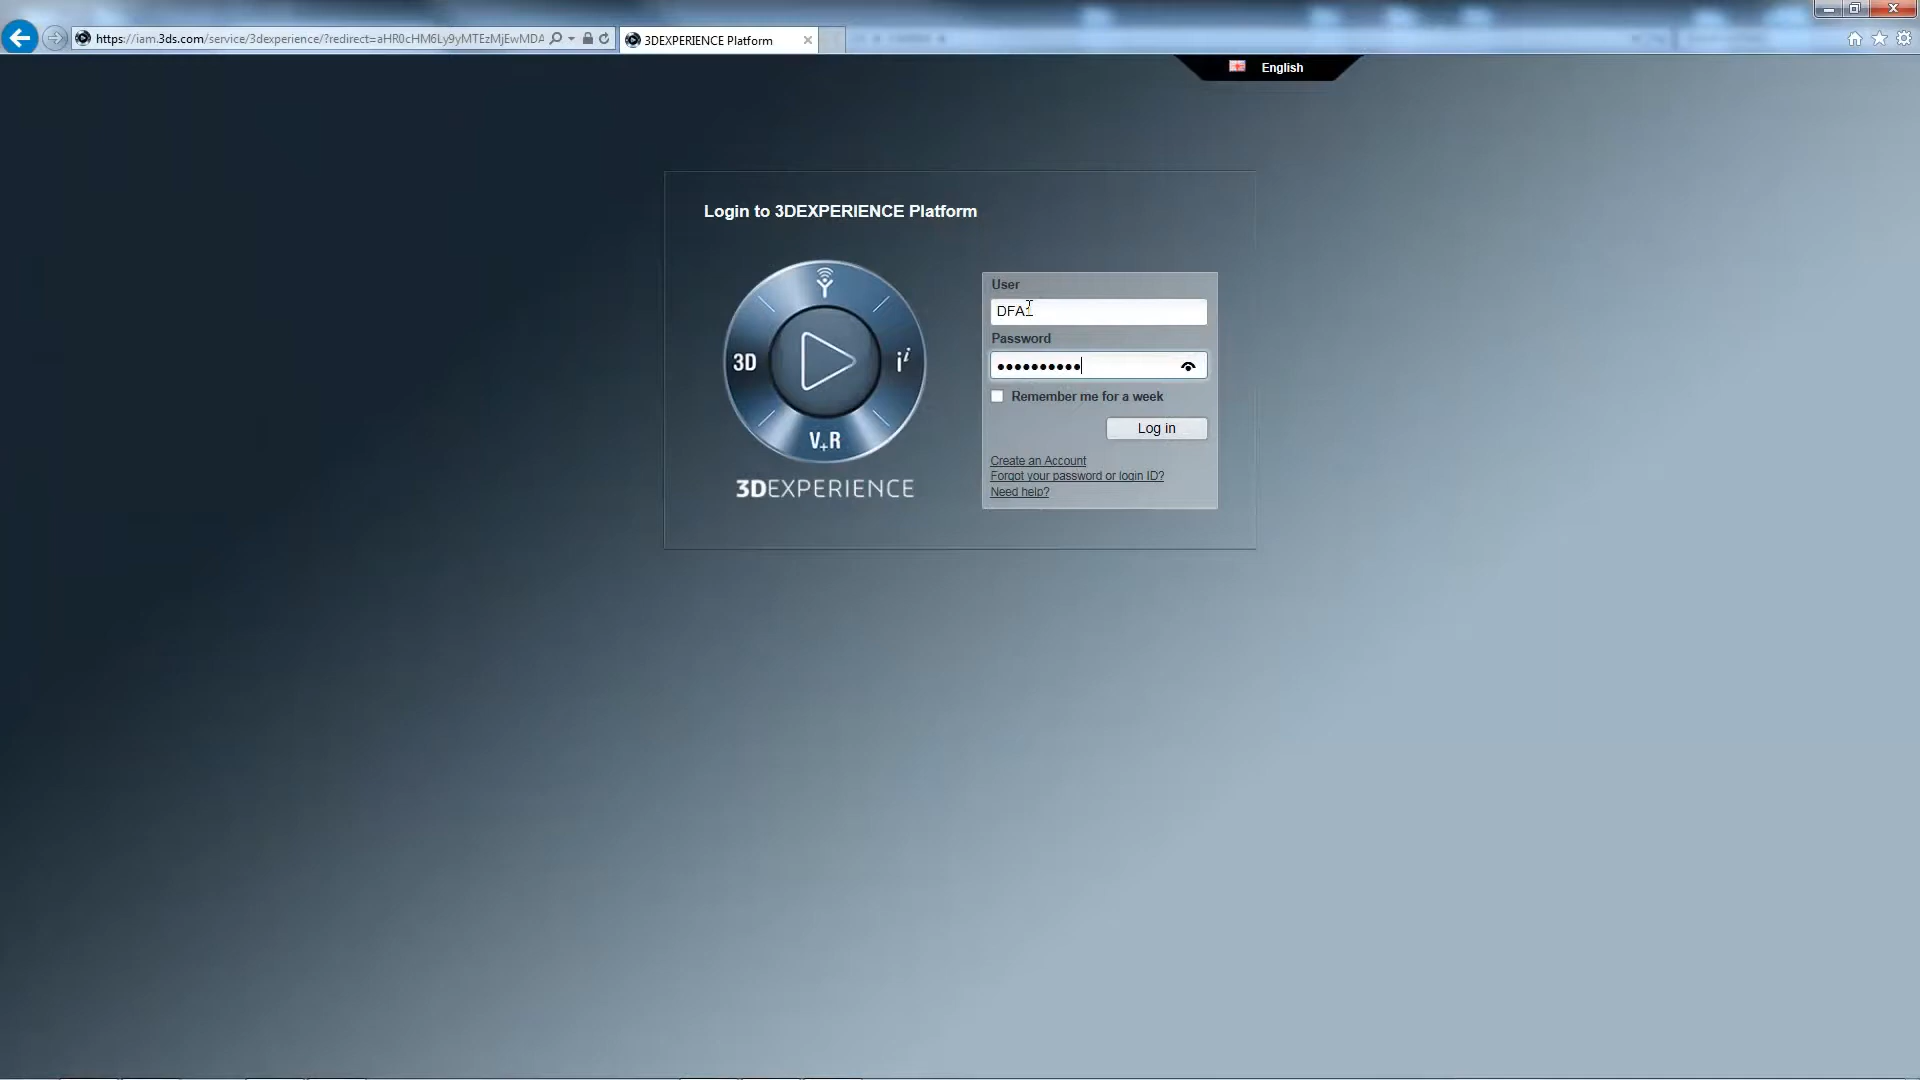 https://iam.3ds.com/service/3dexperience/?redirect=aHR0cHM6Ly9yMTEzMjEwMDA
3DEXPERIENCE Platform
English
Login to 3DEXPERIENCE Platform
3D
V+R
3DEXPERIENCE
User
DFA1
Password
Remember me for a week
Log in
Create an Account
Forgot your password or login ID?
Need help?